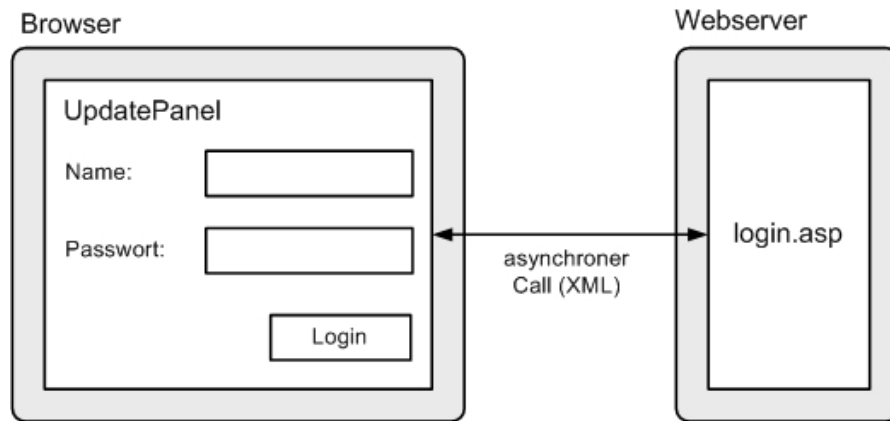 Browser
Webserver
UpdatePanel
Name:
Passwort:
Login
asynchroner
Call (XML)
login.asp